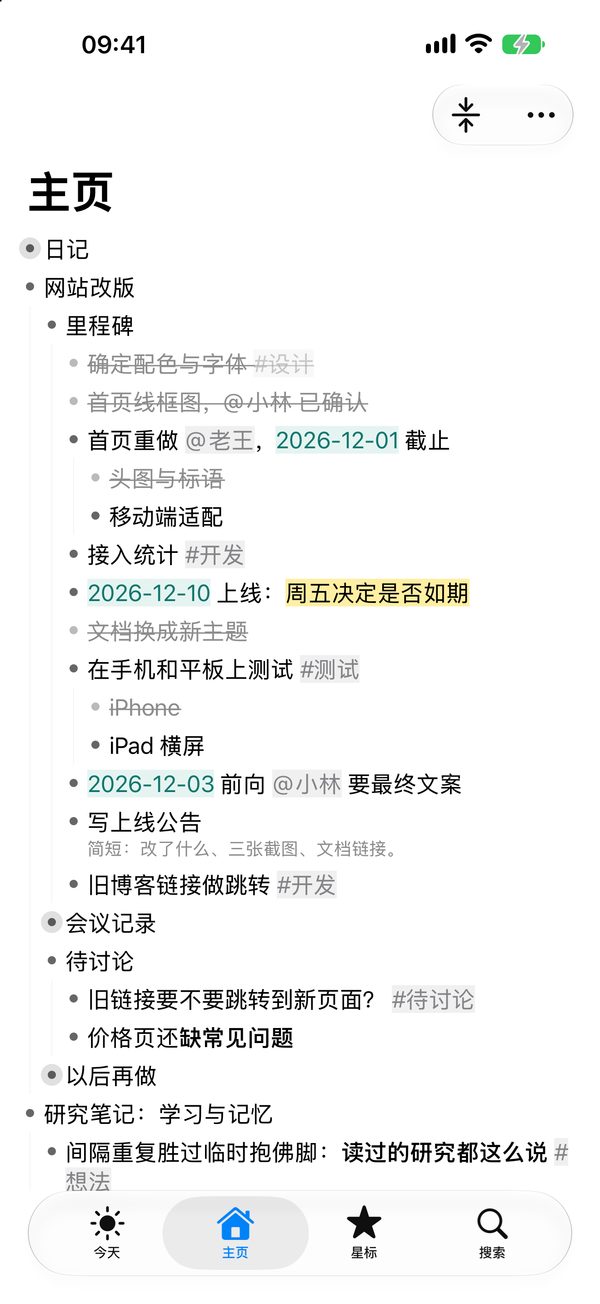 09:41
主页
日记
网站改版
里程碑
确定配色与字体 #设计
首页线框图，@小林 已确认
首页重做 @老王，2026-12-01 截止
头图与标语
移动端适配
接入统计 #开发
2026-12-10 上线：周五决定是否如期
文档换成新主题
在手机和平板上测试 #测试
iPhone
iPad 横屏
2026-12-03 前向 @小林 要最终文案
写上线公告
简短：改了什么、三张截图、文档链接。
旧博客链接做跳转 #开发
会议记录
待讨论
旧链接要不要跳转到新页面？ #待讨论
价格页还缺常见问题
以后再做
研究笔记：学习与记忆
间隔重复胜过临时抱佛脚：读过的研究都这么说 #
想法
今天
主页
星标
搜索